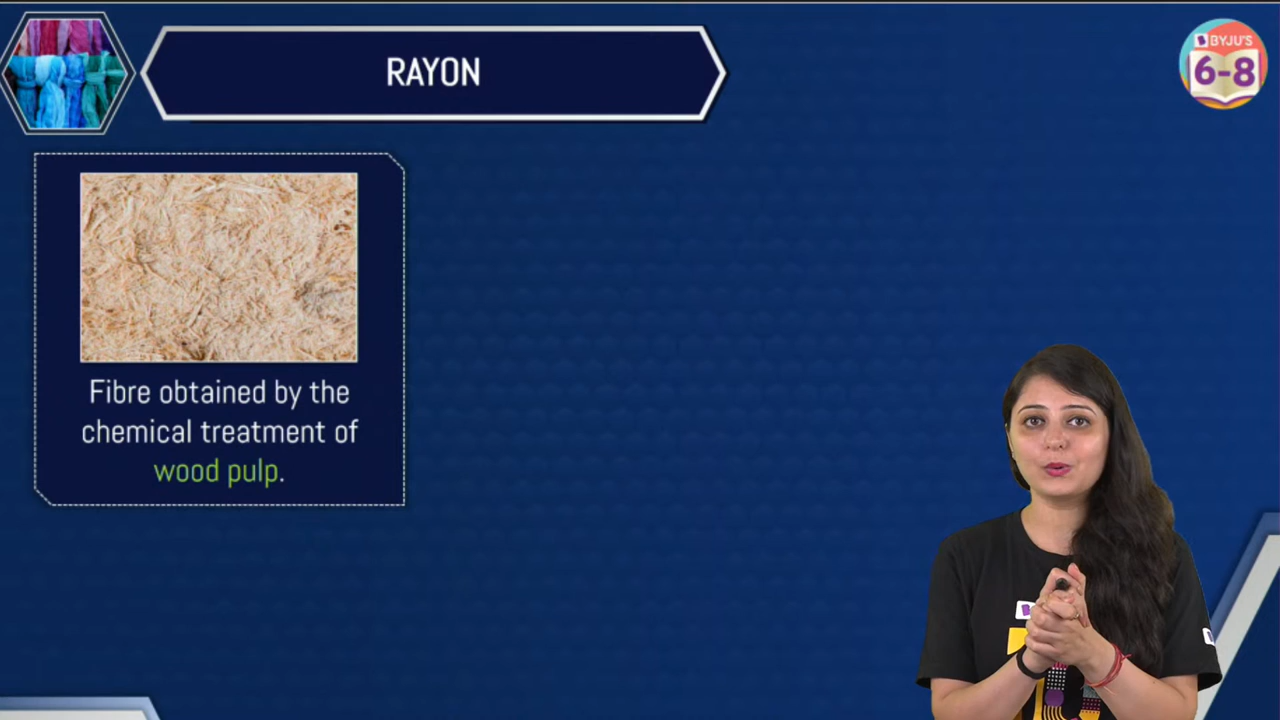 RAYON
BYJU'S
6-8
Fibre obtained by the
chemical treatment of
wood pulp.